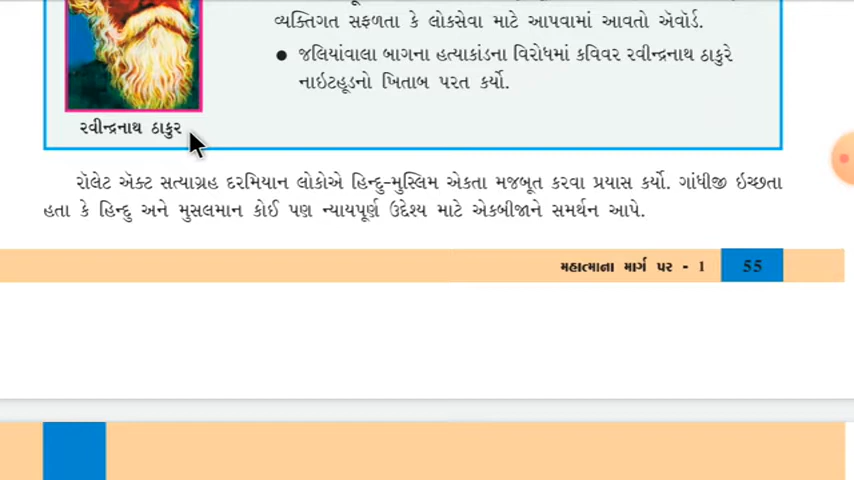 વ્યક્તિગત સફળતા કે લોકસેવા માટે આપવામાં આવતો ઍવૉર્ડ.
● જલિયાંવાલા બાગના હત્યાકાંડના વિરોધમાં કવિવર રવીન્દ્રનાથ ઠાકુરે
નાઇટહૂડનો ખિતાબ પરત કર્યો.
રવીન્દ્રનાથ ઠાકુર
રૉલેટ ઍક્ટ સત્યાગ્રહ દરમિયાન લોકોએ હિન્દુ-મુસ્લિમ એકતા મજબૂત કરવા પ્રયાસ કર્યો. ગાંધીજી ઇચ્છતા
હતા કે હિન્દુ અને મુસલમાન કોઈ પણ ન્યાયપૂર્ણ ઉદ્દેશ્ય માટે એકબીજાને સમર્થન આપે.
મહાત્માના માર્ગ પર - 1 55